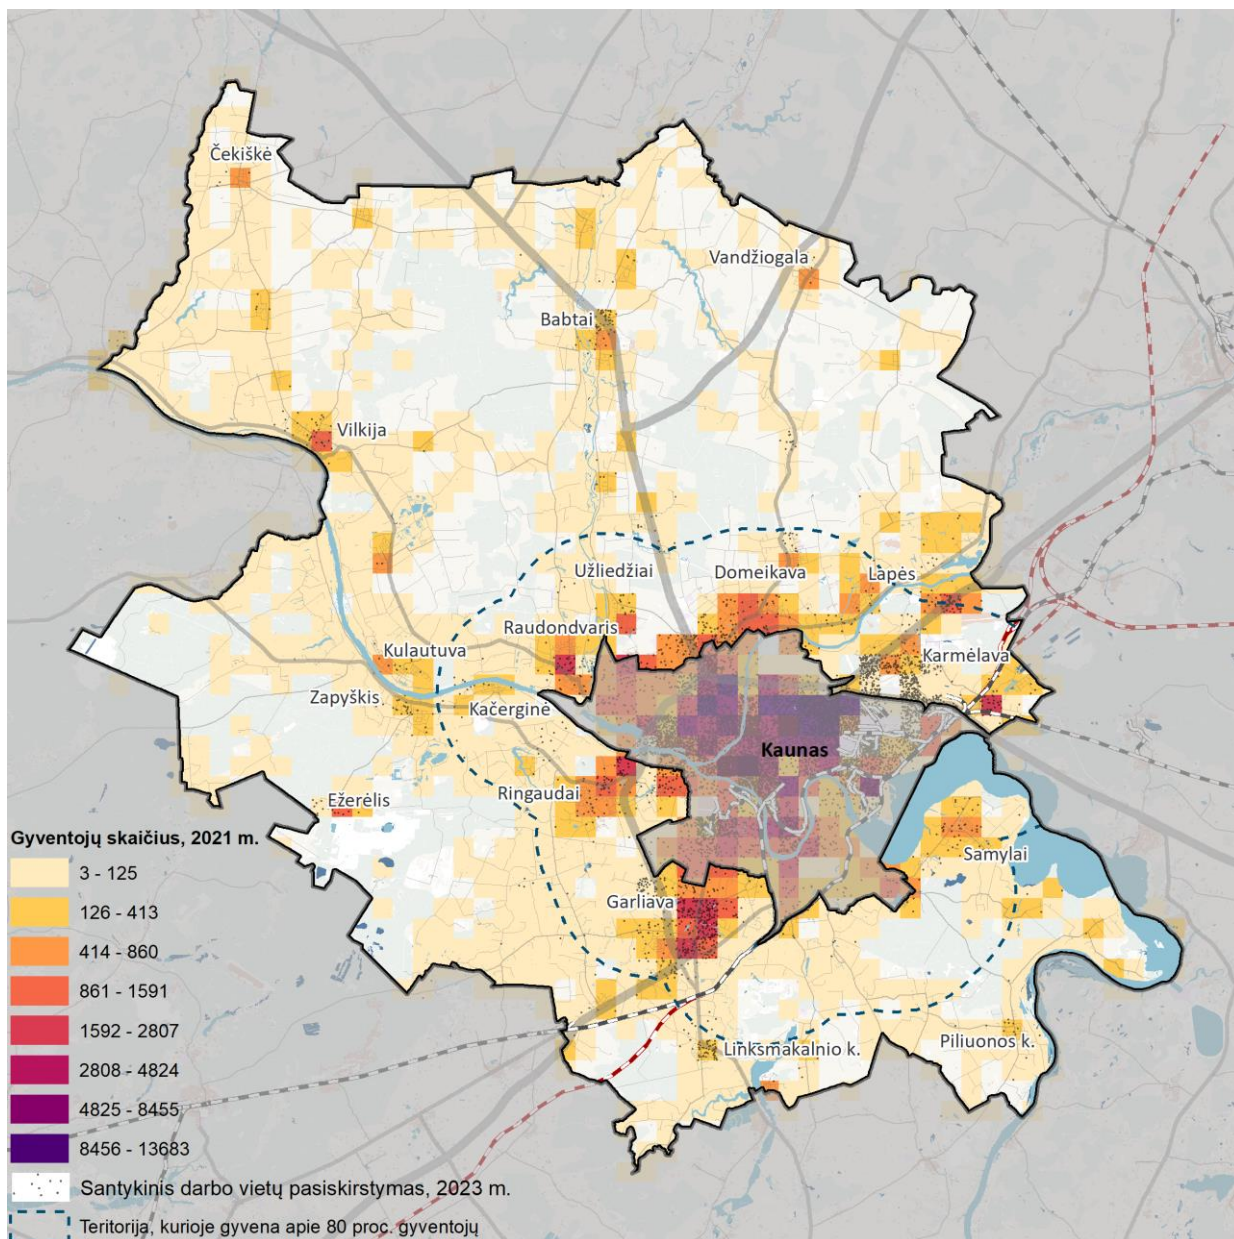 Čekiškė
Vandžiogala
Babtai
Vilkija
Užliedžiai
Domeikava
Lapės
Raudondvaris
Kulautuva
Karmėlava
Zapyškis
Kačerginė
Kaunas
Ringaudai
Ežerėlis
Samylai
Garliava
Linksmakalnio k.
Piliuonos k.
Gyventojų skaičius, 2021 m.
3 - 125
126 - 413
414 - 860
861 - 1591
1592 - 2807
2808 - 4824
4825 - 8455
8456 - 13683
Santykinis darbo vietų pasiskirstymas, 2023 m.
Teritorija, kurioje gyvena apie 80 proc. gyventojų